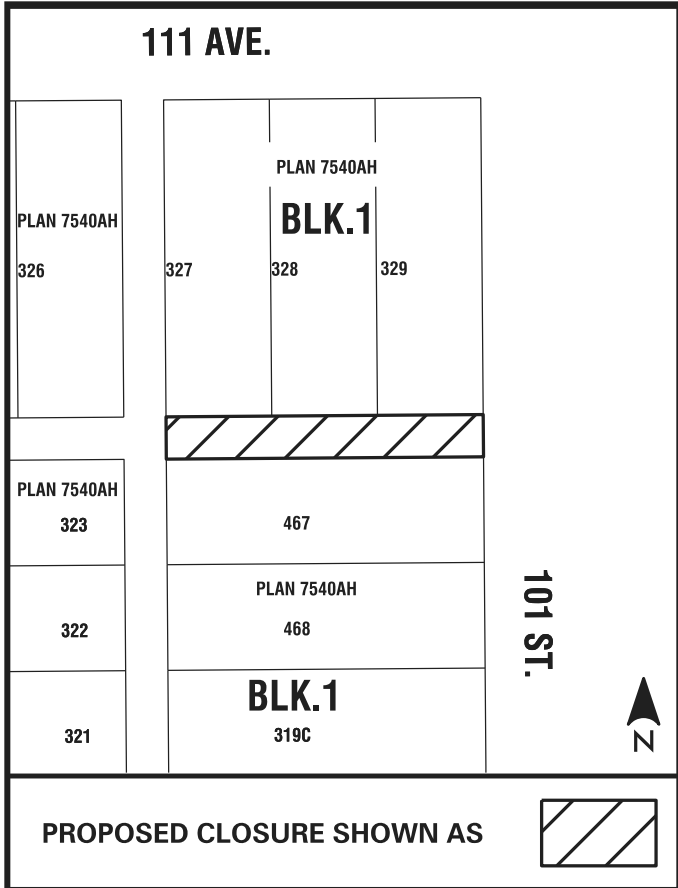 111 AVE.
PLAN 7540AH
BLK.1
PLAN 7540AH
326
327
328
329
PLAN 7540AH
323
467
PLAN 7540AH
322
468
101 ST.
BLK.1
321
319C
N
PROPOSED CLOSURE SHOWN AS